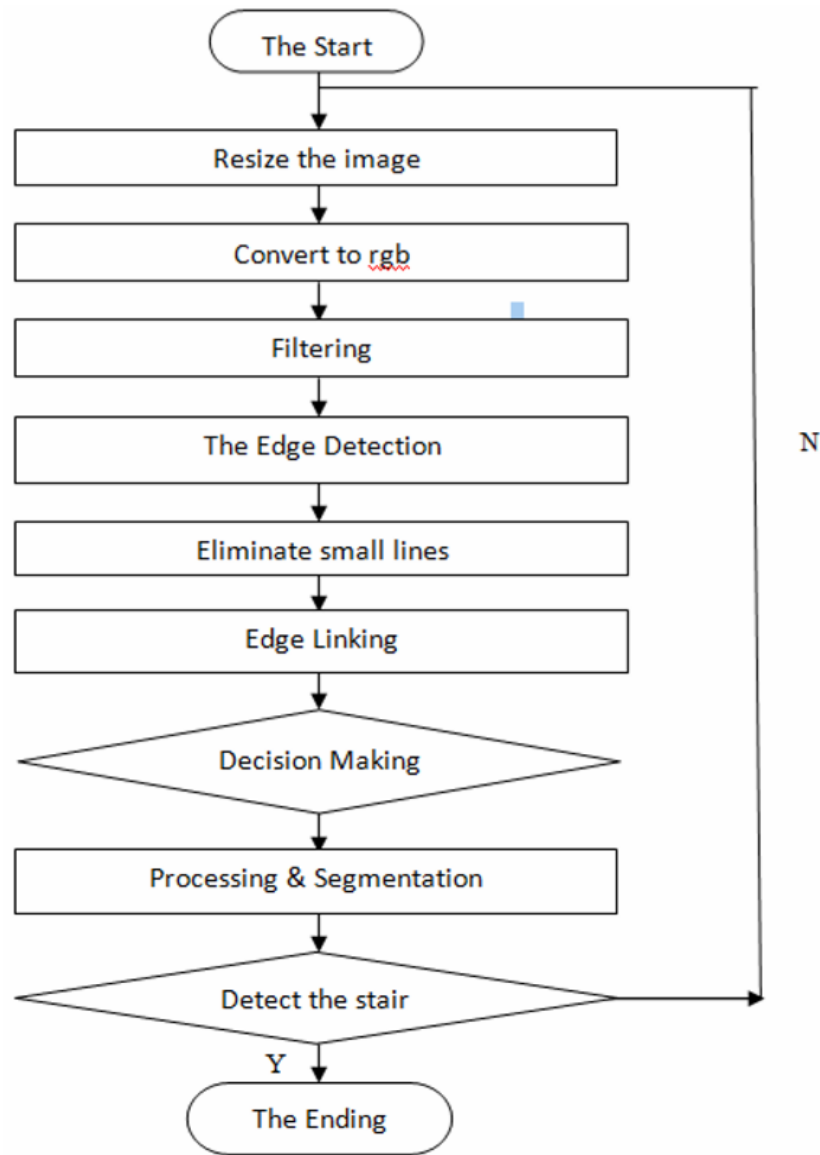 The Start
Resize the image
Convert to rgb
Filtering
The Edge Detection
N
Eliminate small lines
Edge Linking
Decision Making
Processing & Segmentation
Detect the stair
Y
The Ending